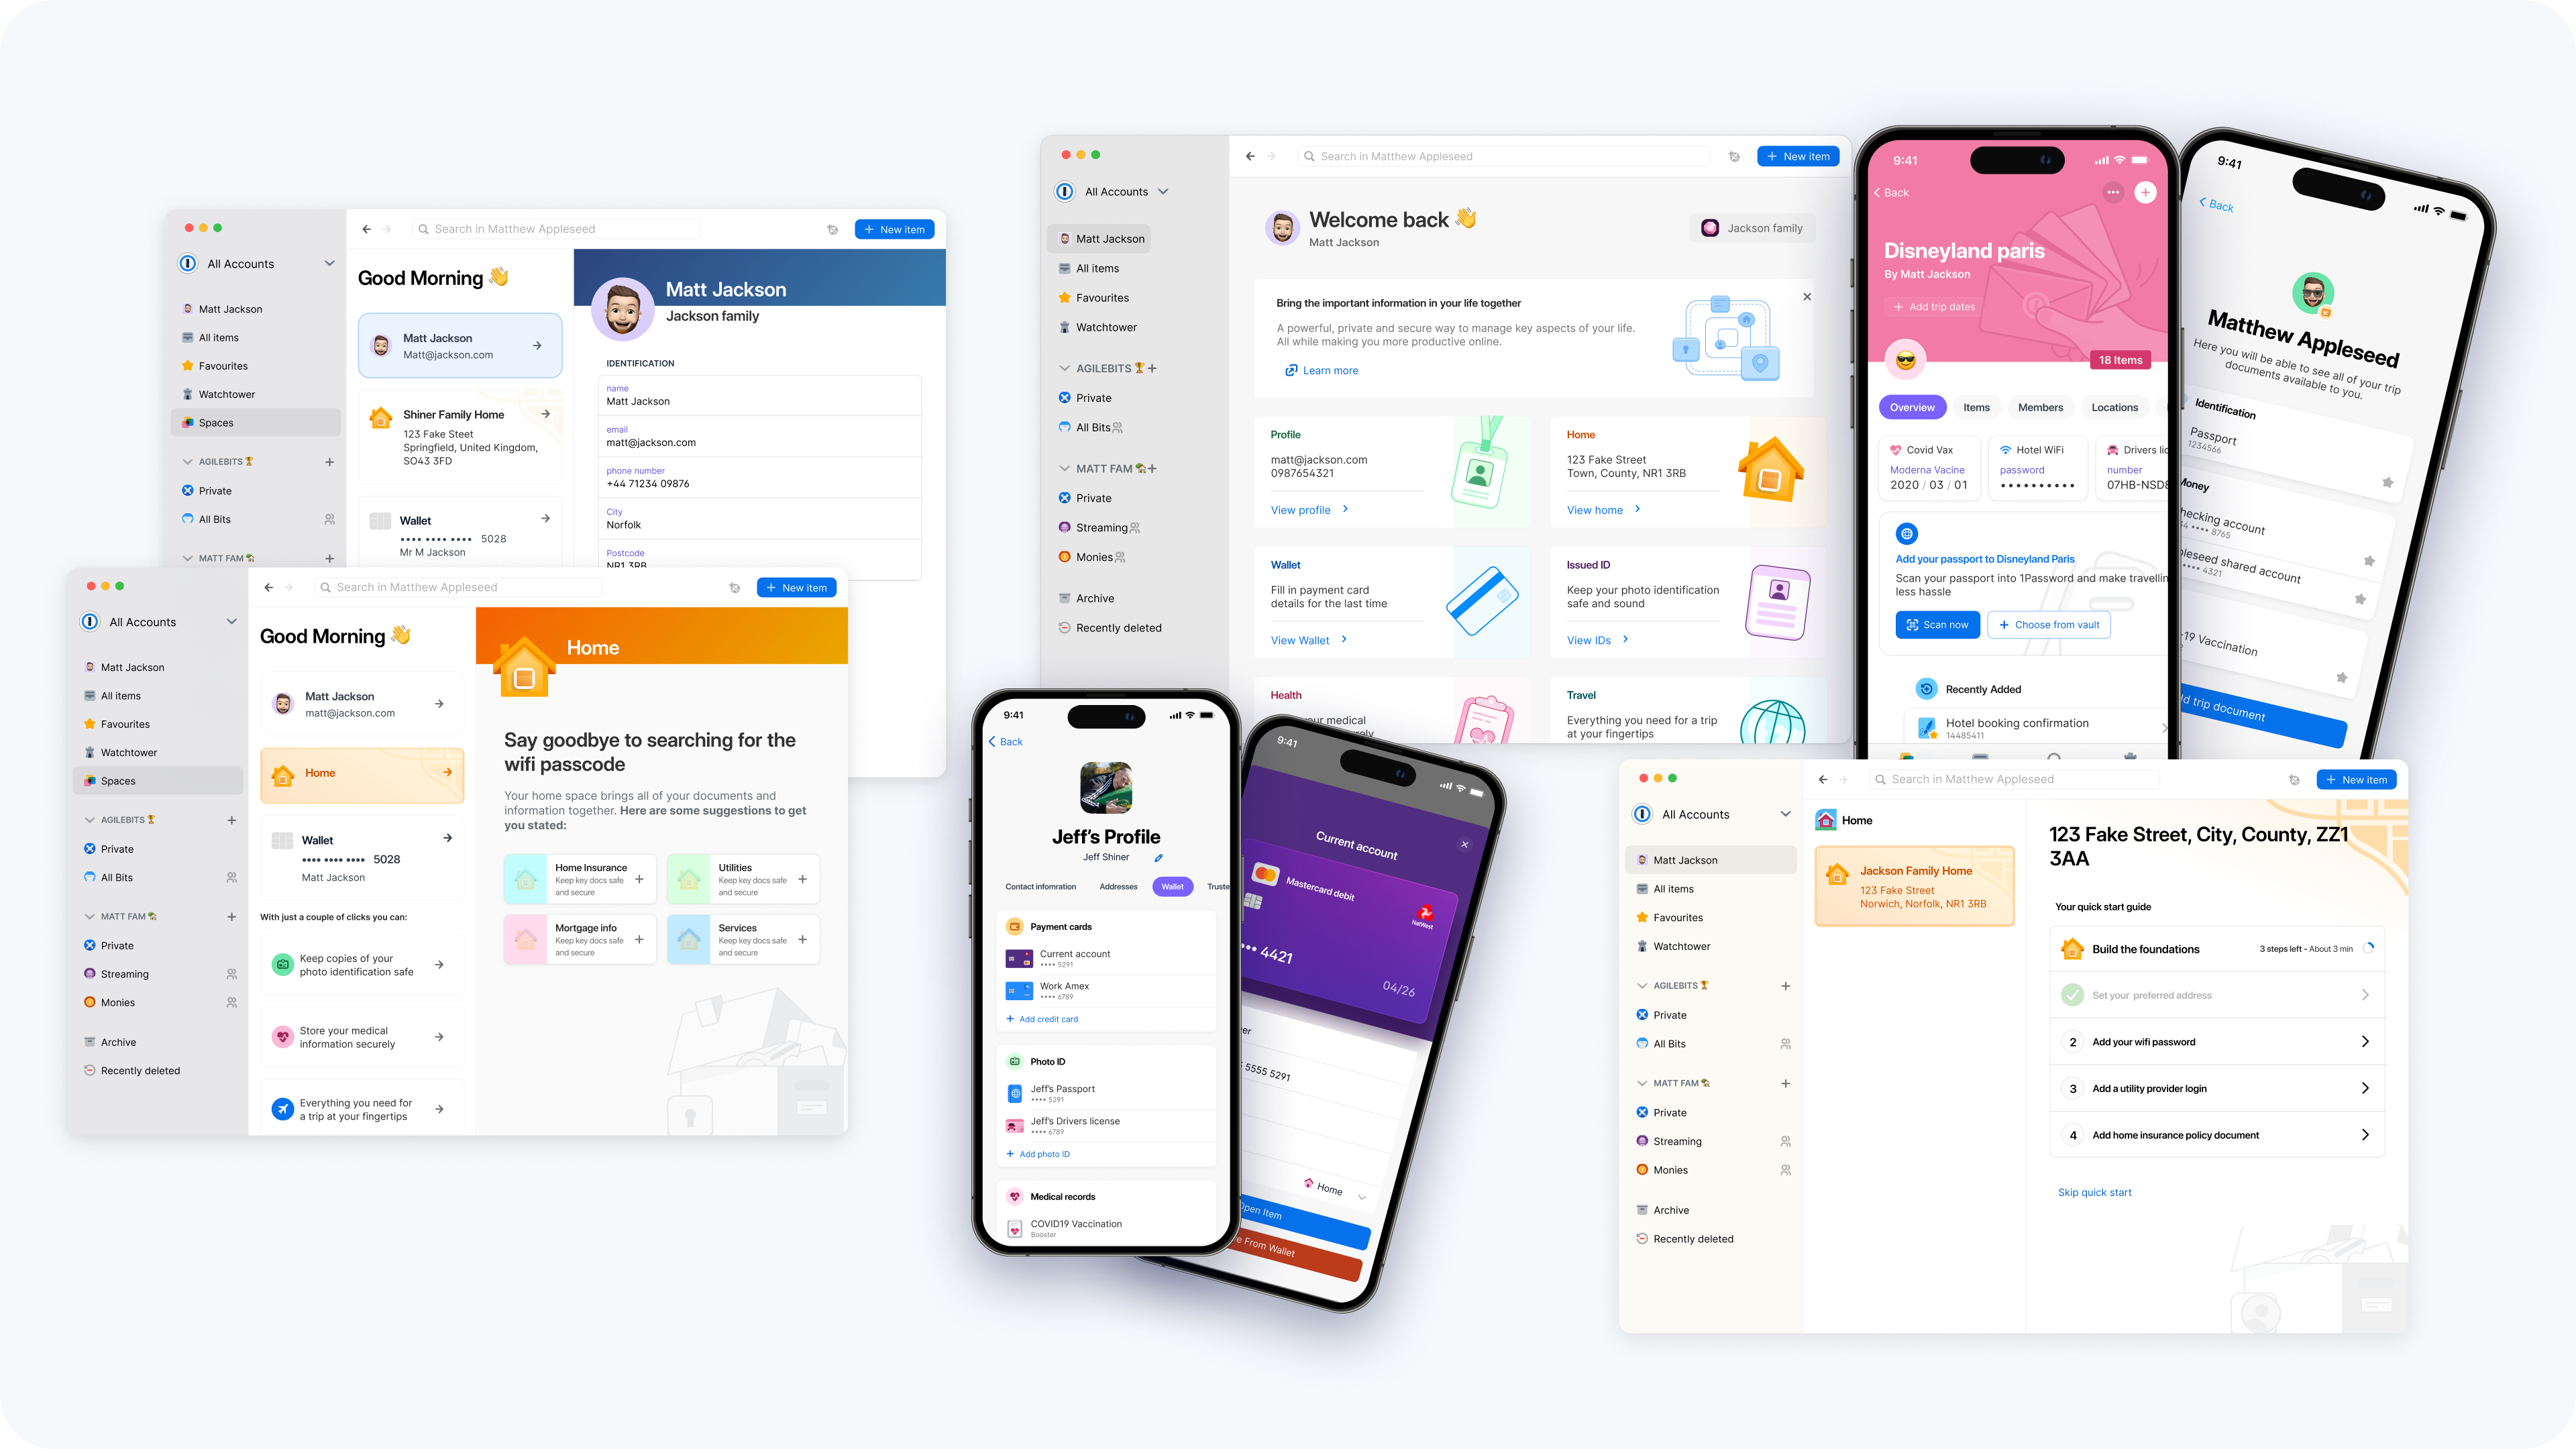 All Accounts
Matt Jackson
All items
Favourites
Watchtower
Spaces
AGILEBITS
Private
All Bits
MATT FAM
Search in Matthew Appleseed
New item
Good Morning
Matt Jackson
Matt@jackson.com
Shiner Family Home
123 Fake Steet
Springfield, United Kingdom,
SO43 3FD
Wallet
•••• •••• •••• 5028
Mr M Jackson
Matt Jackson
Jackson family
IDENTIFICATION
name
Matt Jackson
email
matt@jackson.com
phone number
+44 71234 09876
City
Norfolk
Postcode
NR1 3RB
All Accounts
Matt Jackson
All items
Favourites
Watchtower
Spaces
AGILEBITS
Private
All Bits
MATT FAM
Private
Streaming
Monies
Archive
Recently deleted
Search in Matthew Appleseed
New item
Good Morning
Matt Jackson
matt@jackson.com
Home
Wallet
•••• •••• •••• 5028
Matt Jackson
With just a couple of clicks you can:
Keep copies of your
photo identification safe
Store your medical
information securely
Everything you need for
a trip at your fingertips
Home
Say goodbye to searching for the
wifi passcode
Your home space brings all of your documents and
information together. Here are some suggestions to get
you stated:
Home Insurance
Keep key docs safe
and secure
Utilities
Keep key docs safe
and secure
Mortgage info
Keep key docs safe
and secure
Services
Keep key docs safe
and secure
All Accounts
Matt Jackson
All items
Favourites
Watchtower
AGILEBITS
Private
All Bits
MATT FAM
Private
Streaming
Monies
Archive
Recently deleted
Search in Matthew Appleseed
New item
Welcome back
Matt Jackson
Jackson family
Bring the important information in your life together
A powerful, private and secure way to manage key aspects of your life.
All while making you more productive online.
Learn more
Profile
matt@jackson.com
0987654321
View profile
Home
123 Fake Street
Town, County, NR1 3RB
View home
Wallet
Fill in payment card
details for the last time
View Wallet
Issued ID
Keep your photo identification
safe and sound
View IDs
Health
your medical
Travel
Everything you need for a trip
at your fingertips
9:41
Back
Jeff's Profile
Jeff Shiner
Contact infomration
Addresses
Wallet
Truste
Payment cards
Current account
•••• 5291
Work Amex
•••• 6789
Add credit card
Photo ID
Jeff's Passport
•••• 5291
Jeff's Drivers license
•••• 6789
Add photo ID
Medical records
COVID19 Vaccination
Booster
9:41
Current account
Mastercard debit
NatWest
••• 4421
04/26
er
5555 5291
Home
Open Item
e From Wallet
9:41
Back
Disneyland paris
By Matt Jackson
Add trip dates
18 Items
Overview
Items
Members
Locations
Covid Vax
Moderna Vacine
2020 / 03 / 01
Hotel WiFi
password
••••••••••
Drivers lic
number
07HB-NSD8
Add your passport to Disneyland Paris
Scan your passport into 1Password and make travellin
less hassle
Scan now
Choose from vault
Recently Added
Hotel booking confirmation
14485411
9:41
Back
Matthew Appleseed
Here you will be able to see all of your trip
documents available to you.
Identification
Passport
1234566
Money
hecking account
4 •••• 8765
pleseed shared account
•••• 4321
-19 Vaccination
d trip document
All Accounts
Matt Jackson
All items
Favourites
Watchtower
AGILEBITS
Private
All Bits
MATT FAM
Private
Streaming
Monies
Archive
Recently deleted
Search in Matthew Appleseed
New item
Home
Jackson Family Home
123 Fake Street
Norwich, Norfolk, NR1 3RB
123 Fake Street, City, County, ZZ1
3AA
Your quick start guide
Build the foundations
3 steps left - About 3 min
Set your preferred address
2
Add your wifi password
3
Add a utility provider login
4
Add home insurance policy document
Skip quick start